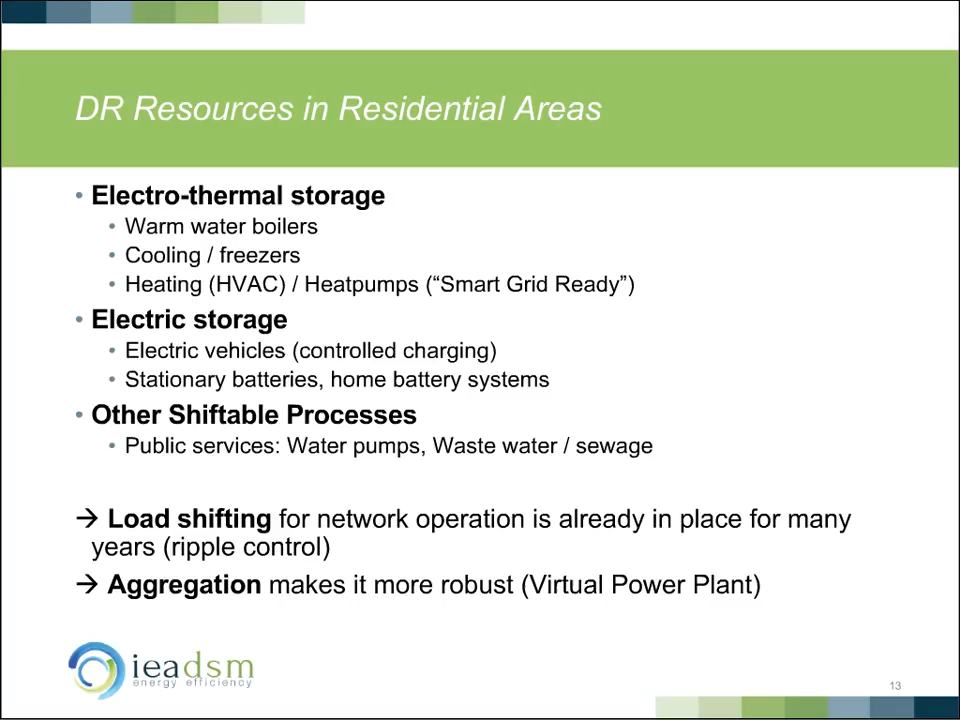 DR Resources in Residential Areas
• Electro-thermal storage
• Warm water boilers
• Cooling / freezers
• Heating (HVAC) / Heatpumps (“Smart Grid Ready”)
• Electric storage
• Electric vehicles (controlled charging)
• Stationary batteries, home battery systems
• Other Shiftable Processes
• Public services: Water pumps, Waste water / sewage
→ Load shifting for network operation is already in place for many
years (ripple control)
→ Aggregation makes it more robust (Virtual Power Plant)
ieadsm
energy efficiency
13